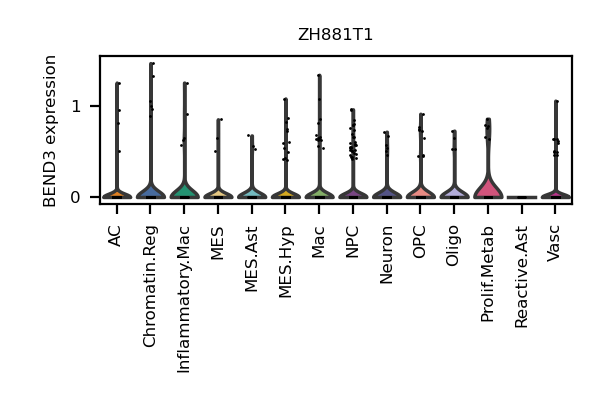 ZH881T1
BEND3 expression
1
0
AC
Chromatin.Reg
Inflammatory.Mac
MES
MES.Ast
MES.Hyp
Mac
NPC
Neuron
OPC
Oligo
Prolif.Metab
Reactive.Ast
Vasc